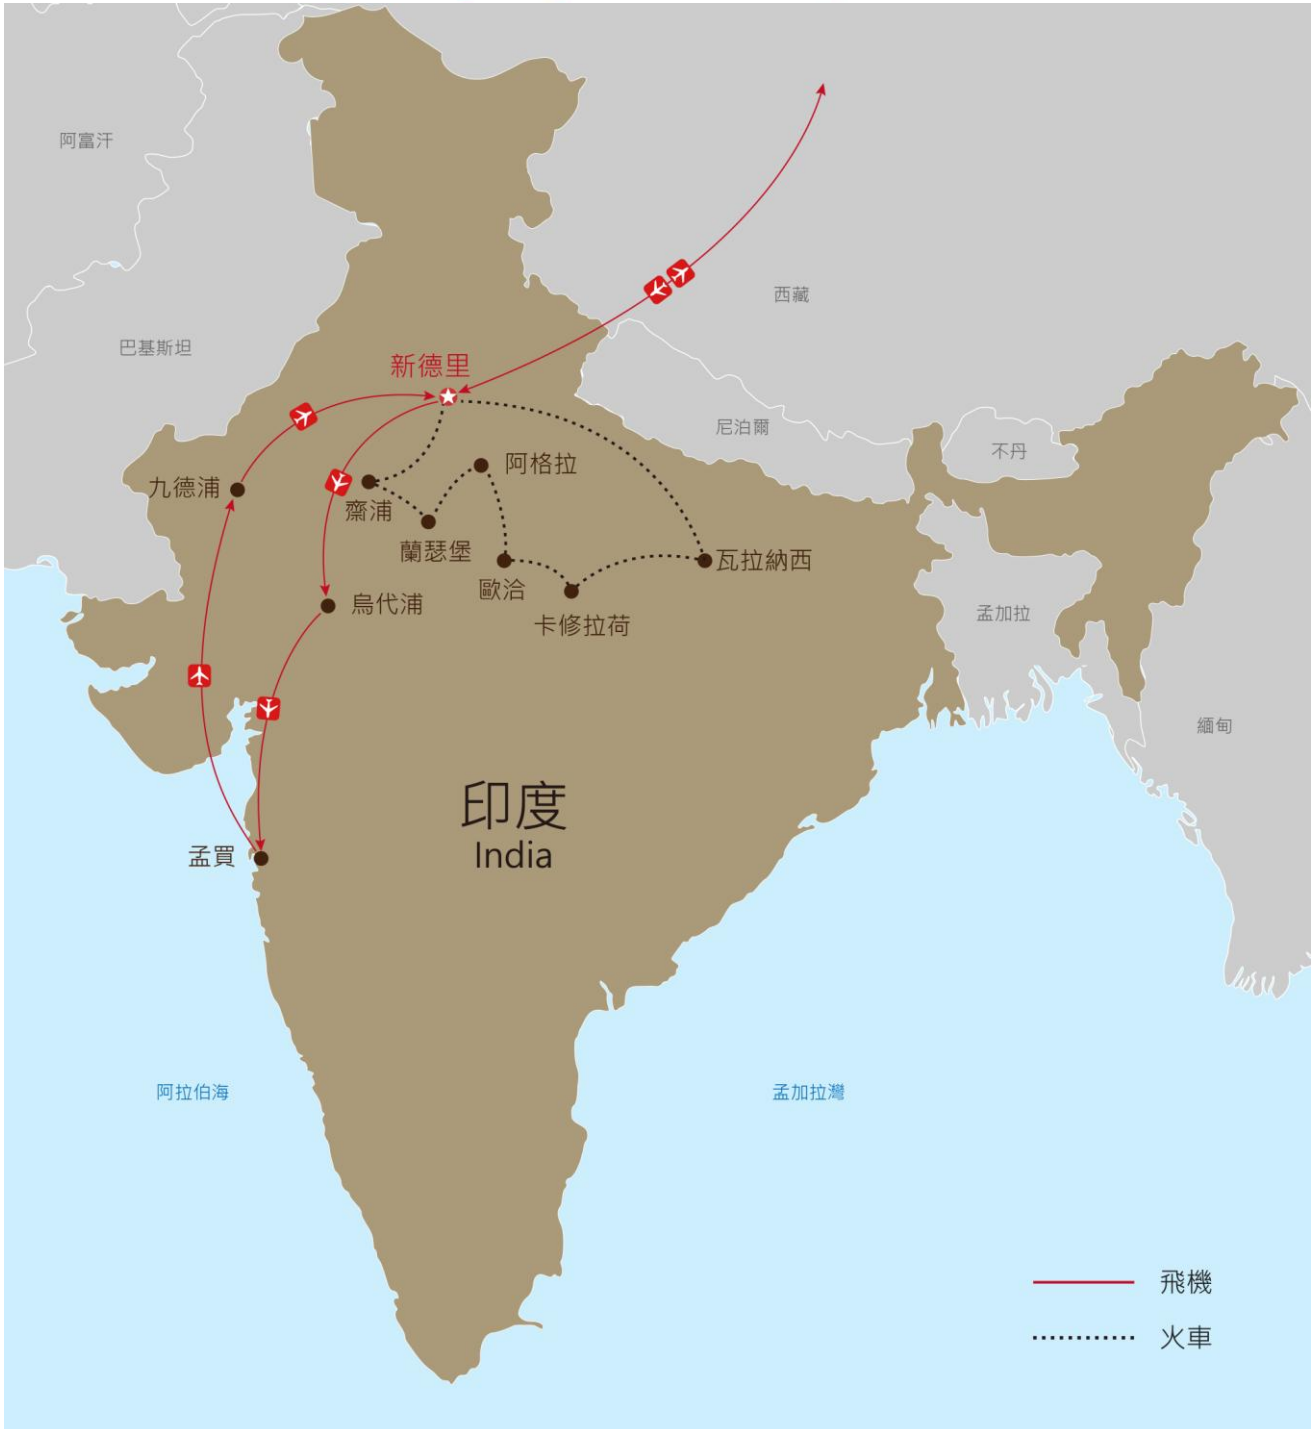 阿富汗
西藏
巴基斯坦
新德里
尼泊爾
不丹
阿格拉
九德浦
齋浦
蘭瑟堡
瓦拉納西
歐洽
烏代浦
孟加拉
卡修拉荷
緬甸
印度
India
孟買
阿拉伯海
孟加拉灣
飛機
火車